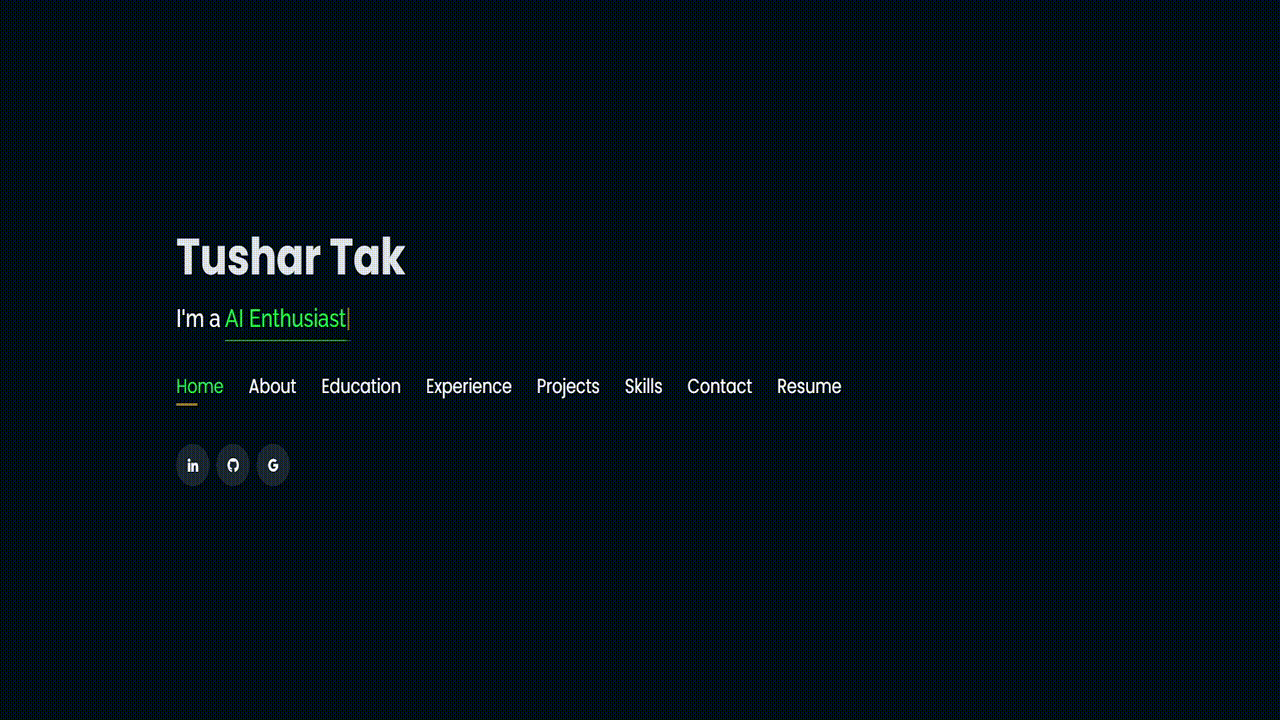 Tushar Tak
I'm a AI Enthusiast|
Home About Education Experience Projects Skills Contact Resume
in G